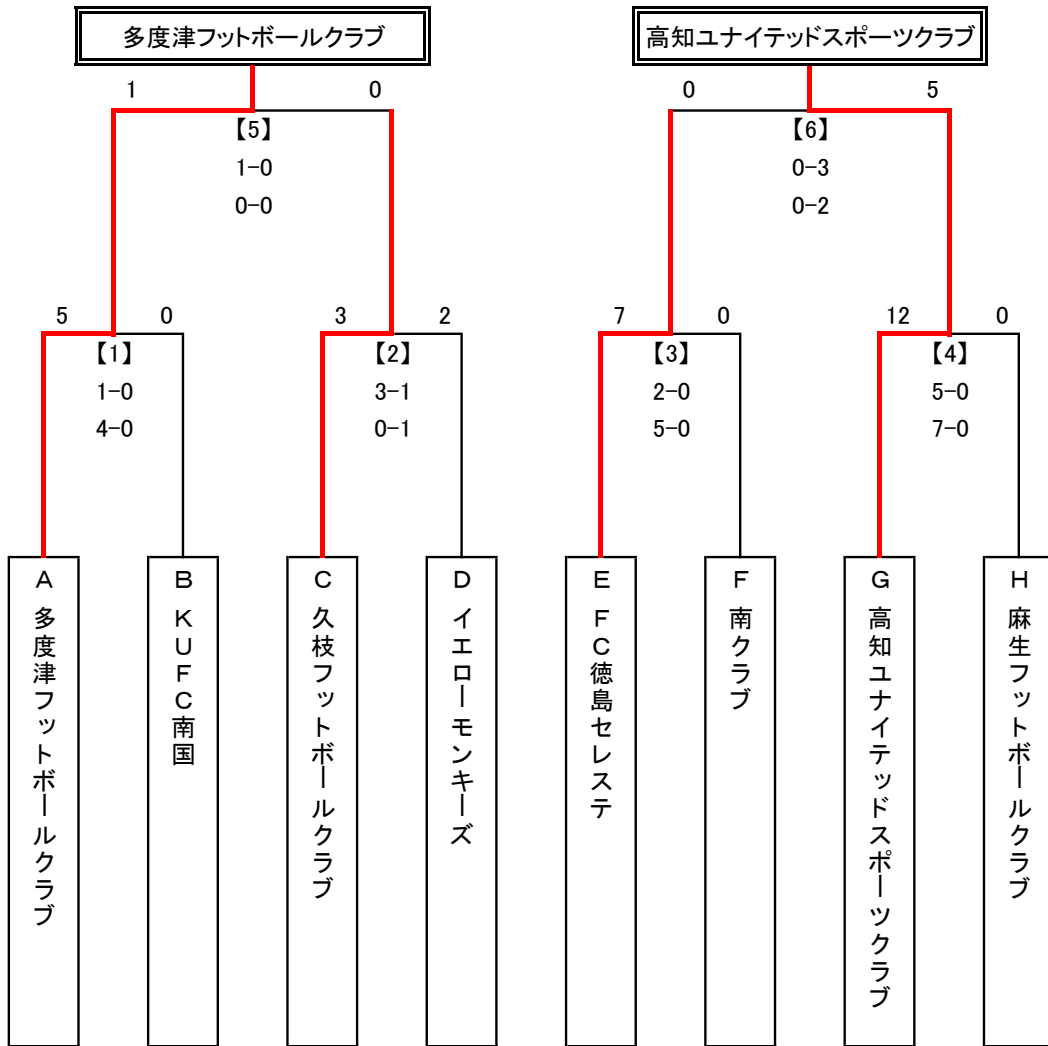 多度津フットボールクラブ
高知ユナイテッドスポーツクラブ
1 0
0 5
【5】
1-0
0-0
【6】
0-3
0-2
5 0
3 2
7 0
12 0
【1】
1-0
4-0
【2】
3-1
0-1
【3】
2-0
5-0
【4】
5-0
7-0
A 多度津フットボールクラブ
B KUFC南国
C 久枝フットボールクラブ
D イエローモンキーズ
E FC徳島セレステ
F 南クラブ
G 高知ユナイテッドスポーツクラブ
H 麻生フットボールクラブ